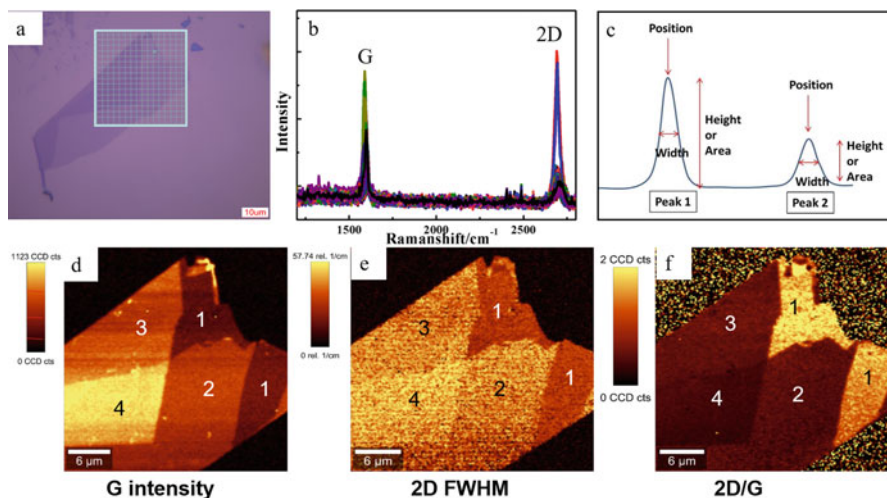 a
10um
b
G
2D
Intensity
1500
2000
2500
Ramanshift/cm-1
c
Position
Position
Height
or
Area
Height
or
Area
Width
Width
Peak 1
Peak 2
d
1123 CCD cts
0 CCD cts
3
1
4
2
1
6 µm
G intensity
e
57.74 rel. 1/cm
0 rel. 1/cm
3
1
4
2
1
6 µm
2D FWHM
f
2 CCD cts
0 CCD cts
3
1
4
2
1
6 µm
2D/G